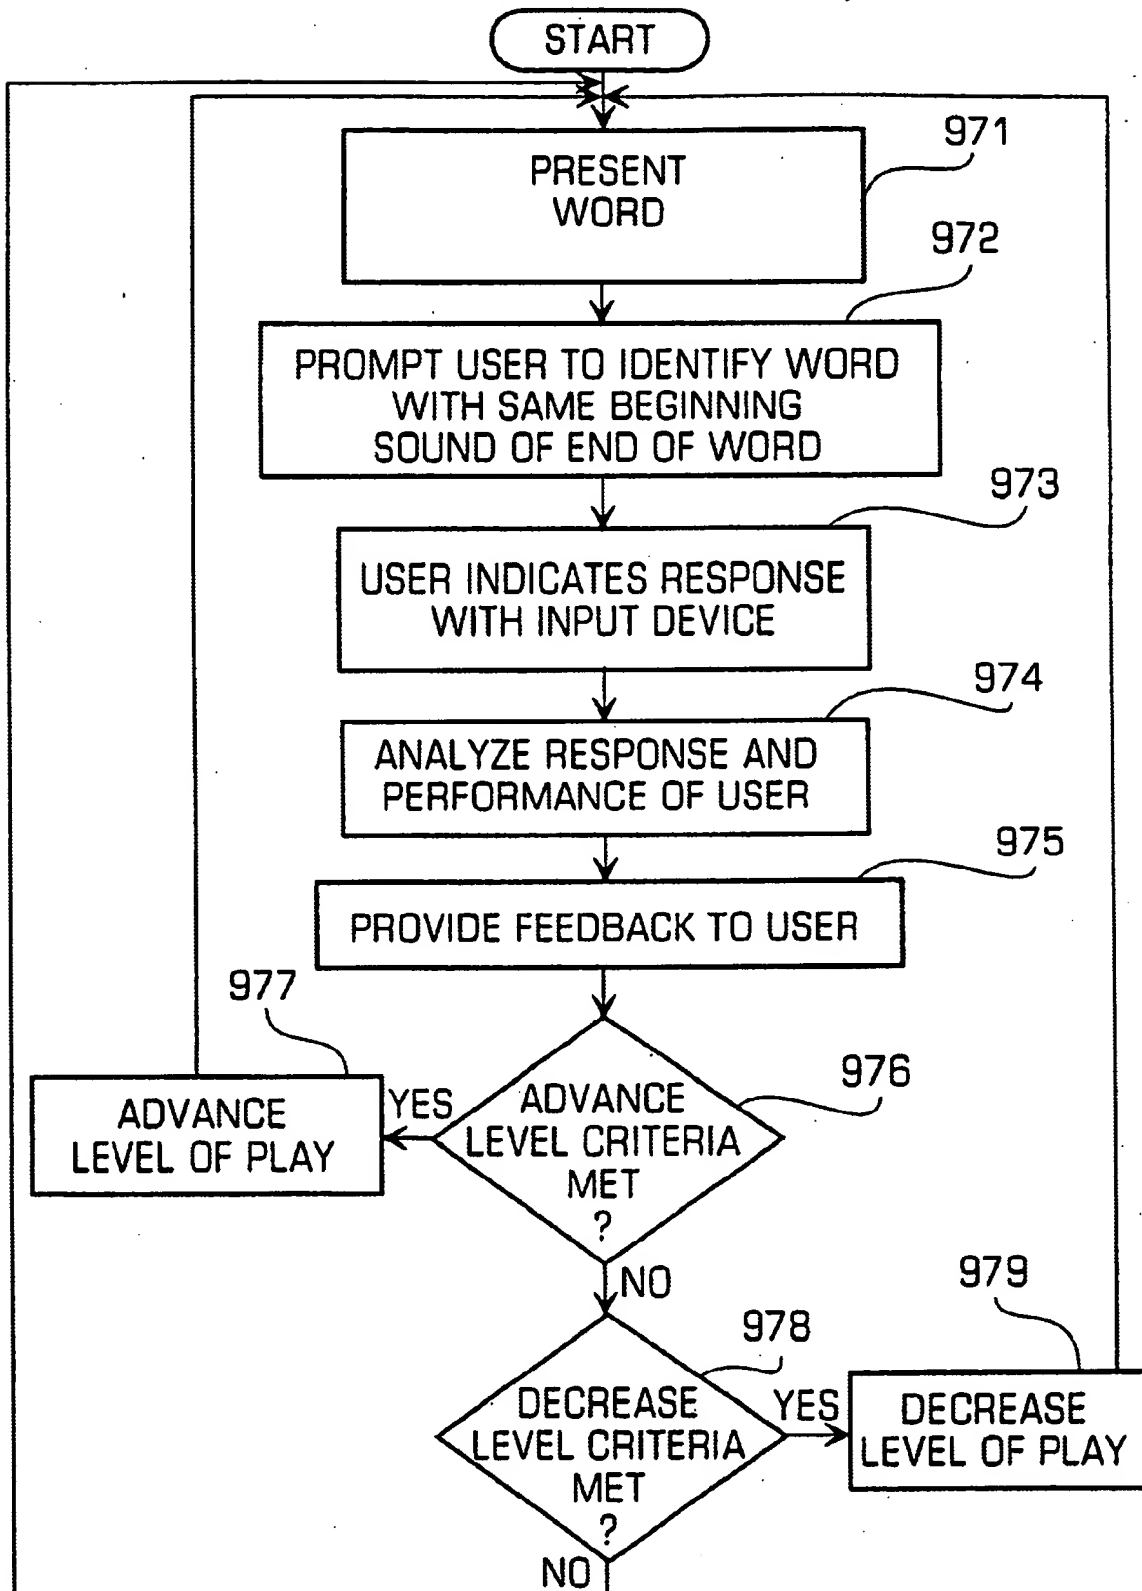 START
971
PRESENT
WORD
972
PROMPT USER TO IDENTIFY WORD
WITH SAME BEGINNING
SOUND OF END OF WORD
973
USER INDICATES RESPONSE
WITH INPUT DEVICE
974
ANALYZE RESPONSE AND
PERFORMANCE OF USER
975
PROVIDE FEEDBACK TO USER
977
976
ADVANCE
LEVEL OF PLAY
YES
ADVANCE
LEVEL CRITERIA
MET
?
NO
978
979
DECREASE
LEVEL CRITERIA
MET
?
YES
DECREASE
LEVEL OF PLAY
NO